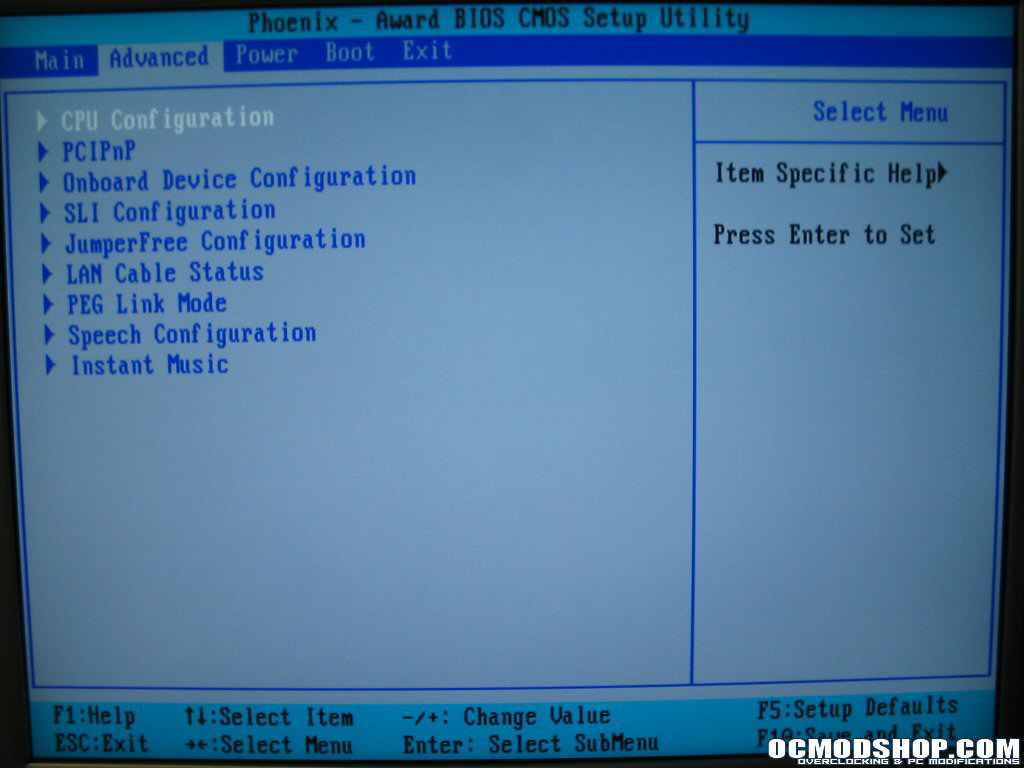 Phoenix - Award BIOS CMOS Setup Utility
Main Advanced Power Boot Exit
CPU Configuration
PCIPnP
Onboard Device Configuration
SLI Configuration
JumperFree Configuration
LAN Cable Status
PEG Link Mode
Speech Configuration
Instant Music
Select Menu
Item Specific Help
Press Enter to Set
F1:Help ↑↓:Select Item -/+: Change Value F5:Setup Defaults
ESC:Exit →←:Select Menu Enter: Select SubMenu F10:Save and Exit
OCMODSHOP.COM
OVERCLOCKING & PC MODIFICATIONS